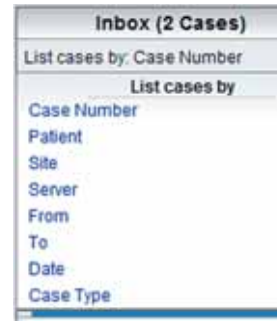 Inbox (2 Cases)
List cases by: Case Number
List cases by
Case Number
Patient
Site
Server
From
To
Date
Case Type